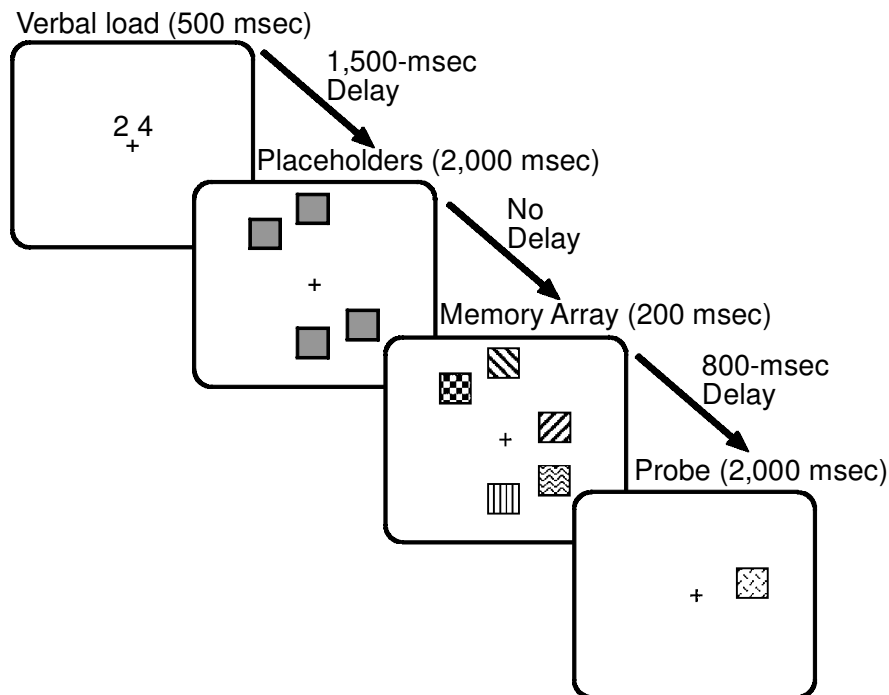 Verbal load (500 msec)
1,500-msec
Delay
2 4
+
Placeholders (2,000 msec)
No
Delay
+
Memory Array (200 msec)
800-msec
Delay
+
Probe (2,000 msec)
+